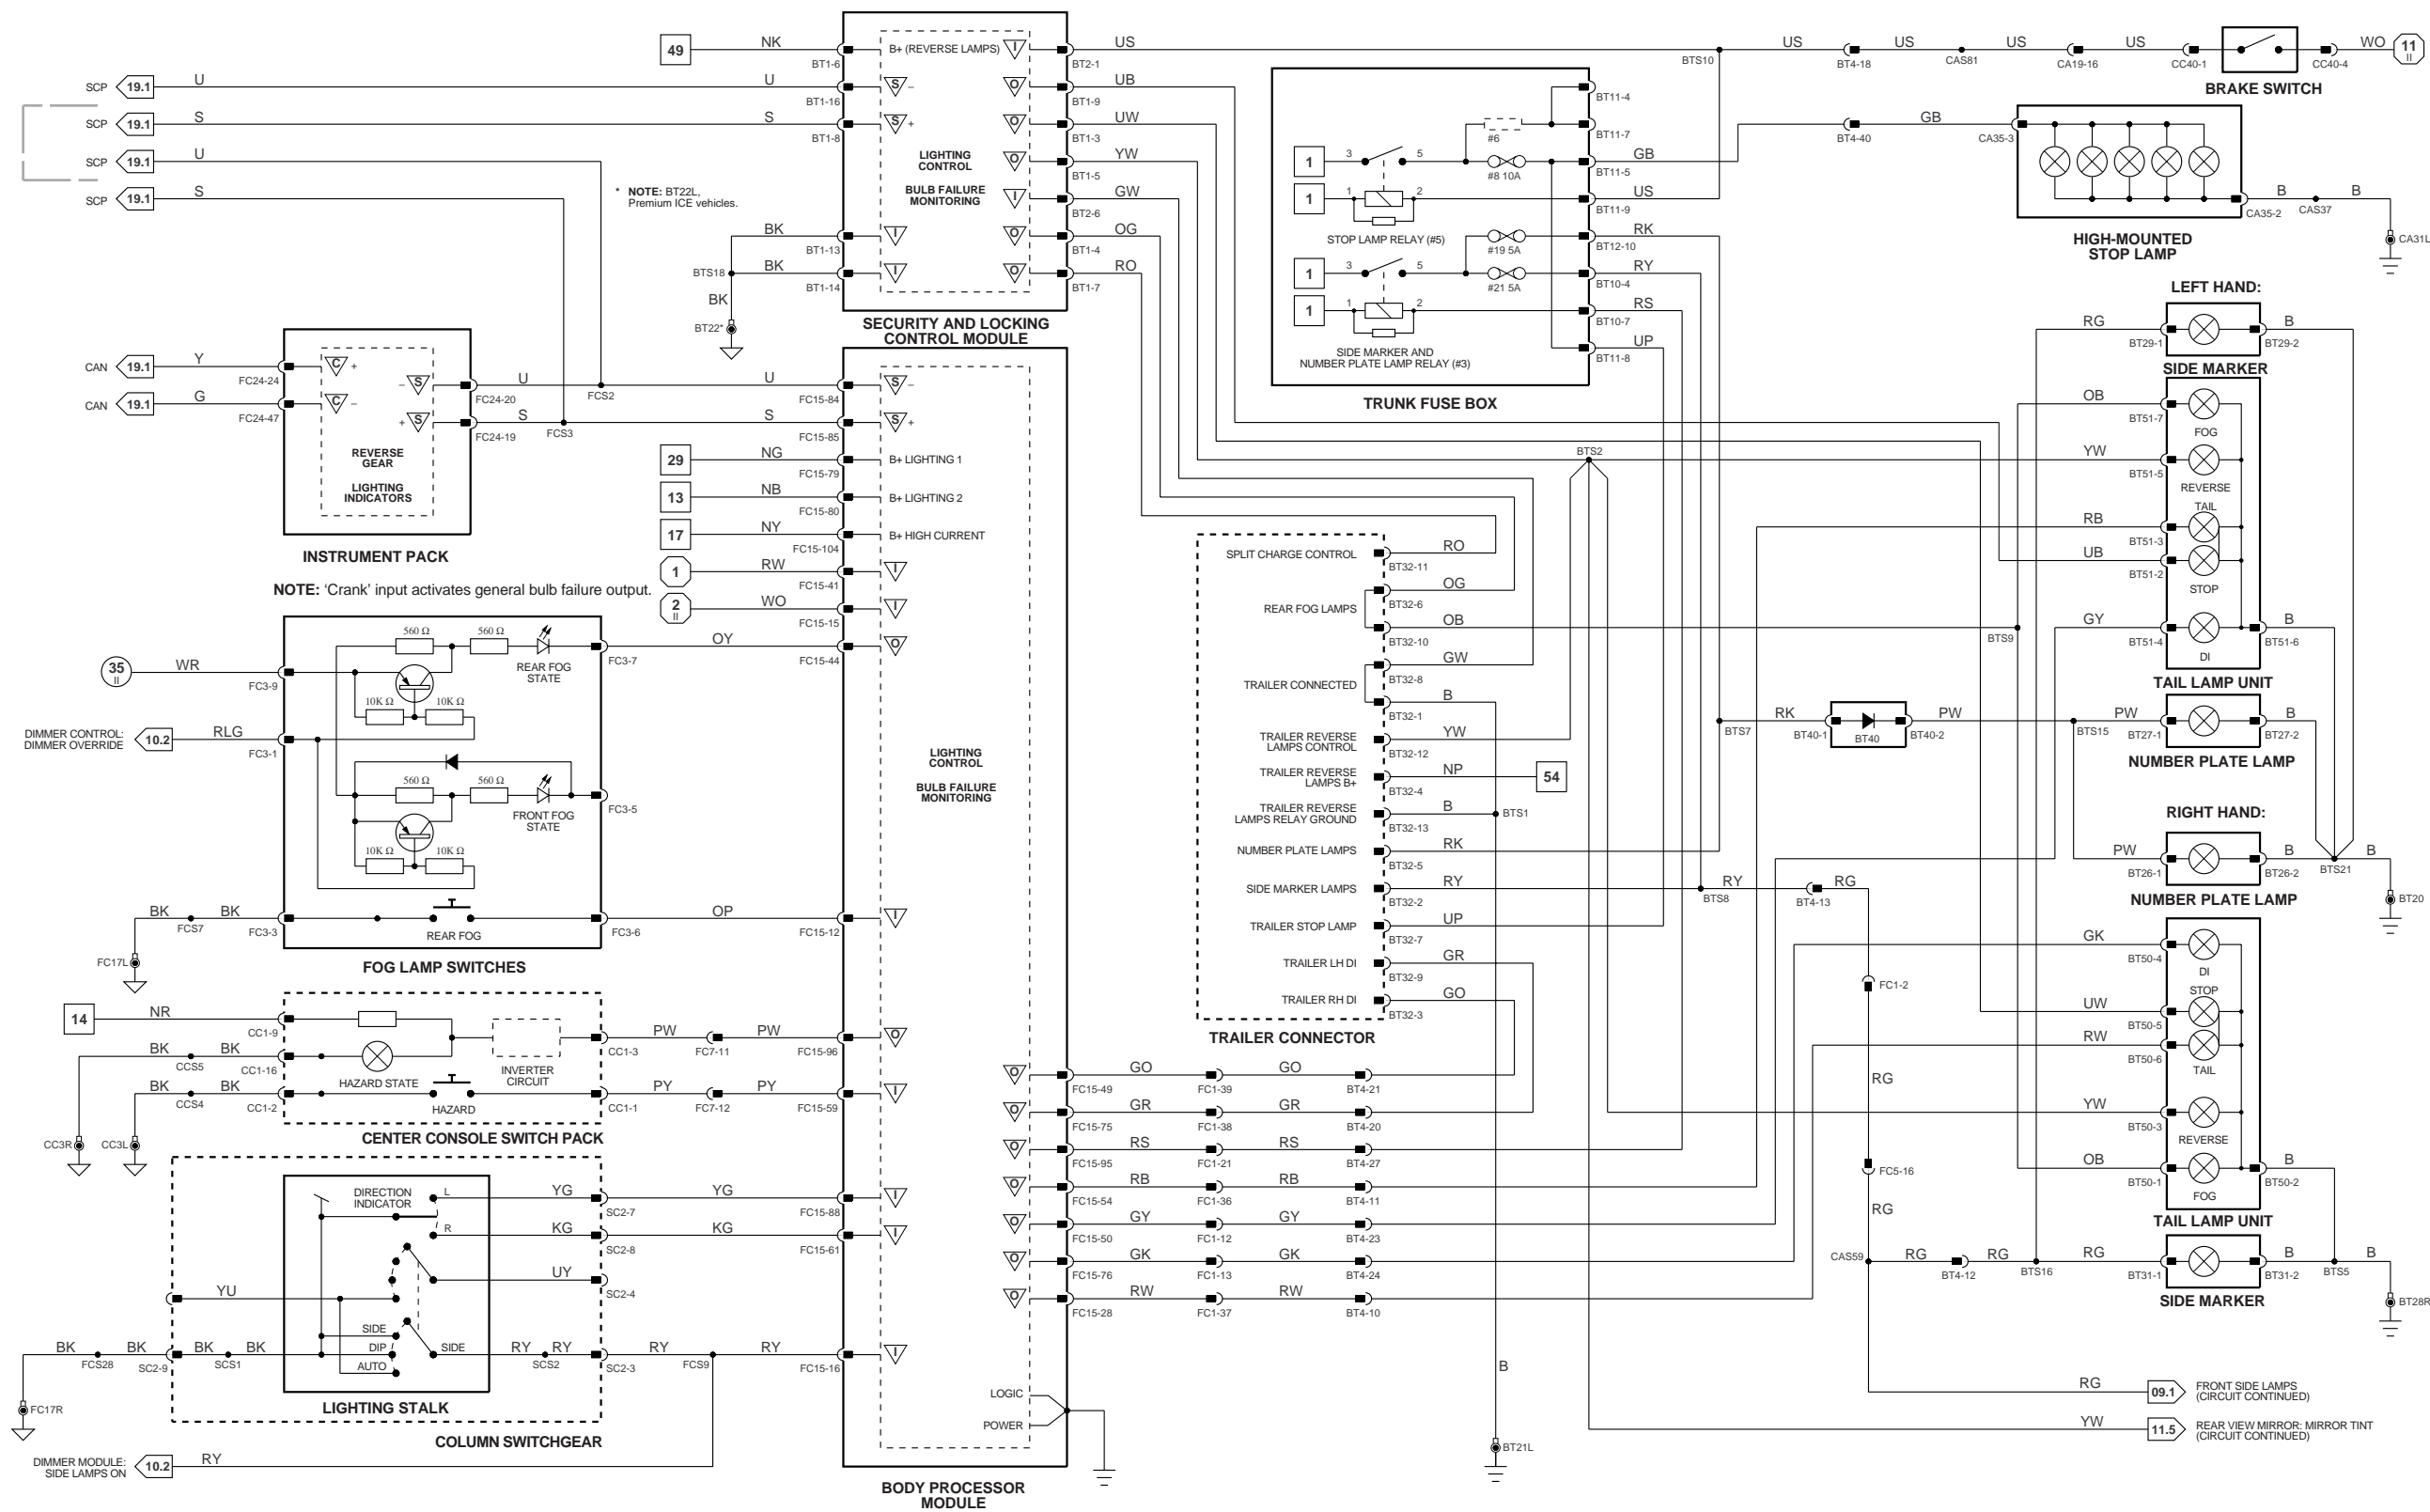 49
NK
BT1-6
B+ (REVERSE LAMPS)
I
US
BT2-1
BTS10
US
BT4-18
US
CAS81
US
CA19-16
US
CC40-1
CC40-4
WO
11
II
BRAKE SWITCH
SCP
19.1
U
U
BT1-16
S
–
O
UB
BT1-9
SCP
19.1
S
S
BT1-8
S
+
O
UW
BT1-3
SCP
19.1
U
O
YW
BT1-5
SCP
19.1
S
I
GW
BT2-6
LIGHTING
CONTROL
BULB FAILURE
MONITORING
* NOTE: BT22L,
Premium ICE vehicles.
BK
BT1-13
I
O
OG
BT1-4
BTS18
BK
BT1-14
I
O
RO
BT1-7
BK
BT22*
SECURITY AND LOCKING
CONTROL MODULE
BT11-4
#6
BT11-7
1
3
5
#8 10A
GB
BT11-5
BT4-40
GB
CA35-3
1
1
2
US
BT11-9
STOP LAMP RELAY (#5)
#19 5A
RK
BT12-10
1
3
5
#21 5A
RY
BT10-4
1
1
2
RS
BT10-7
SIDE MARKER AND
NUMBER PLATE LAMP RELAY (#3)
UP
BT11-8
TRUNK FUSE BOX
B
CA35-2
CAS37
B
CA31L
HIGH-MOUNTED
STOP LAMP
LEFT HAND:
RG
BT29-1
B
BT29-2
SIDE MARKER
CAN
19.1
Y
FC24-24
C
+
–
S
FC24-20
U
FCS2
U
FC15-84
S
–
CAN
19.1
G
FC24-47
C
–
+
S
FC24-19
S
FCS3
S
FC15-85
S
+
REVERSE
GEAR
LIGHTING
INDICATORS
INSTRUMENT PACK
29
NG
FC15-79
B+ LIGHTING 1
13
NB
FC15-80
B+ LIGHTING 2
17
NY
FC15-104
B+ HIGH CURRENT
1
RW
FC15-41
I
2
II
WO
FC15-15
I
NOTE: ‘Crank’ input activates general bulb failure output.
OY
FC15-44
O
560 Ω
560 Ω
REAR FOG
STATE
FC3-7
35
II
WR
FC3-9
10K Ω
10K Ω
DIMMER CONTROL:
DIMMER OVERRIDE
10.2
RLG
FC3-1
560 Ω
560 Ω
FRONT FOG
STATE
FC3-5
10K Ω
10K Ω
BK
FCS7
BK
FC3-3
REAR FOG
FC3-6
OP
FC15-12
I
FC17L
FOG LAMP SWITCHES
LIGHTING
CONTROL
BULB FAILURE
MONITORING
14
NR
CC1-9
BK
CCS5
BK
CC1-16
HAZARD STATE
INVERTER
CIRCUIT
CC1-3
PW
FC7-11
PW
FC15-96
O
BK
CCS4
BK
CC1-2
HAZARD
CC1-1
PY
FC7-12
PY
FC15-59
I
CC3R
CC3L
CENTER CONSOLE SWITCH PACK
DIRECTION
INDICATOR
L
YG
SC2-7
YG
FC15-88
I
R
KG
SC2-8
KG
FC15-61
I
UY
SC2-4
YU
SIDE
DIP
AUTO
SIDE
BK
FCS28
BK
SC2-9
BK
SCS1
BK
RY
SCS2
RY
SC2-3
RY
FCS9
RY
FC15-16
I
FC17R
LIGHTING STALK
COLUMN SWITCHGEAR
DIMMER MODULE:
SIDE LAMPS ON
10.2
RY
LOGIC
POWER
BODY PROCESSOR
MODULE
BTS2
SPLIT CHARGE CONTROL
RO
BT32-11
OG
BT32-6
REAR FOG LAMPS
OB
BT32-10
GW
BT32-8
TRAILER CONNECTED
B
BT32-1
TRAILER REVERSE
LAMPS CONTROL
YW
BT32-12
TRAILER REVERSE
LAMPS B+
NP
BT32-4
54
TRAILER REVERSE
LAMPS RELAY GROUND
B
BT32-13
BTS1
NUMBER PLATE LAMPS
RK
BT32-5
SIDE MARKER LAMPS
RY
BT32-2
BTS8
RY
BT4-13
RG
TRAILER STOP LAMP
UP
BT32-7
TRAILER LH DI
GR
BT32-9
TRAILER RH DI
GO
BT32-3
TRAILER CONNECTOR
O
FC15-49
GO
FC1-39
GO
BT4-21
O
FC15-75
GR
FC1-38
GR
BT4-20
O
FC15-95
RS
FC1-21
RS
BT4-27
O
FC15-54
RB
FC1-36
RB
BT4-11
O
FC15-50
GY
FC1-12
GY
BT4-23
O
FC15-76
GK
FC1-13
GK
BT4-24
O
FC15-28
RW
FC1-37
RW
BT4-10
B
BT21L
OB
BT51-7
FOG
YW
BT51-5
REVERSE
TAIL
RB
BT51-3
UB
BT51-2
STOP
BTS9
GY
BT51-4
DI
B
BT51-6
TAIL LAMP UNIT
BTS7
RK
BT40-1
BT40
BT40-2
PW
BTS15
PW
BT27-1
B
BT27-2
NUMBER PLATE LAMP
RIGHT HAND:
PW
BT26-1
B
BT26-2
BTS21
B
BT20
NUMBER PLATE LAMP
GK
BT50-4
DI
STOP
UW
BT50-5
RW
BT50-6
TAIL
YW
BT50-3
REVERSE
OB
BT50-1
FOG
B
BT50-2
TAIL LAMP UNIT
FC1-2
RG
FC5-16
RG
CAS59
RG
BT4-12
RG
BTS16
RG
BT31-1
B
BT31-2
BTS5
B
BT28R
SIDE MARKER
RG
09.1
FRONT SIDE LAMPS
(CIRCUIT CONTINUED)
YW
11.5
REAR VIEW MIRROR: MIRROR TINT
(CIRCUIT CONTINUED)